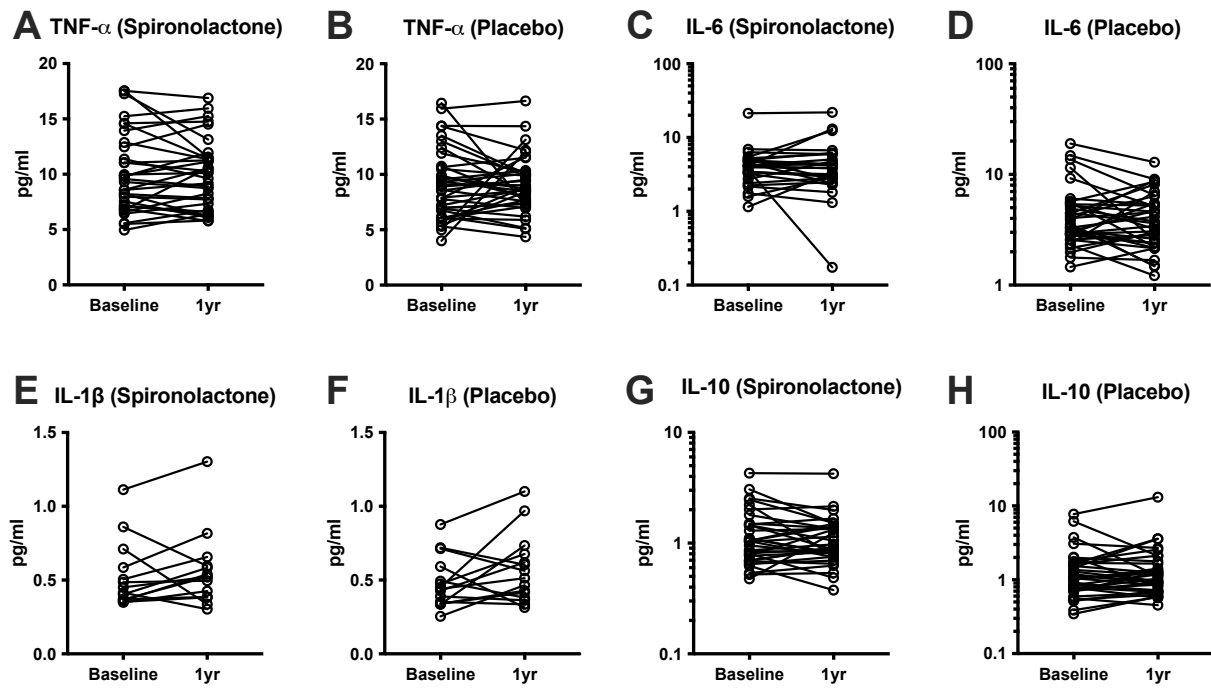 A TNF-α (Spironolactone)
20
15
10
5
0
pg/ml
Baseline 1yr
B TNF-α (Placebo)
20
15
10
5
0
pg/ml
Baseline 1yr
C IL-6 (Spironolactone)
100
10
1
0.1
pg/ml
Baseline 1yr
D IL-6 (Placebo)
100
10
1
pg/ml
Baseline 1yr
E IL-1β (Spironolactone)
1.5
1.0
0.5
0.0
pg/ml
Baseline 1yr
F IL-1β (Placebo)
1.5
1.0
0.5
0.0
pg/ml
Baseline 1yr
G IL-10 (Spironolactone)
10
1
0.1
pg/ml
Baseline 1yr
H IL-10 (Placebo)
100
10
1
0.1
pg/ml
Baseline 1yr